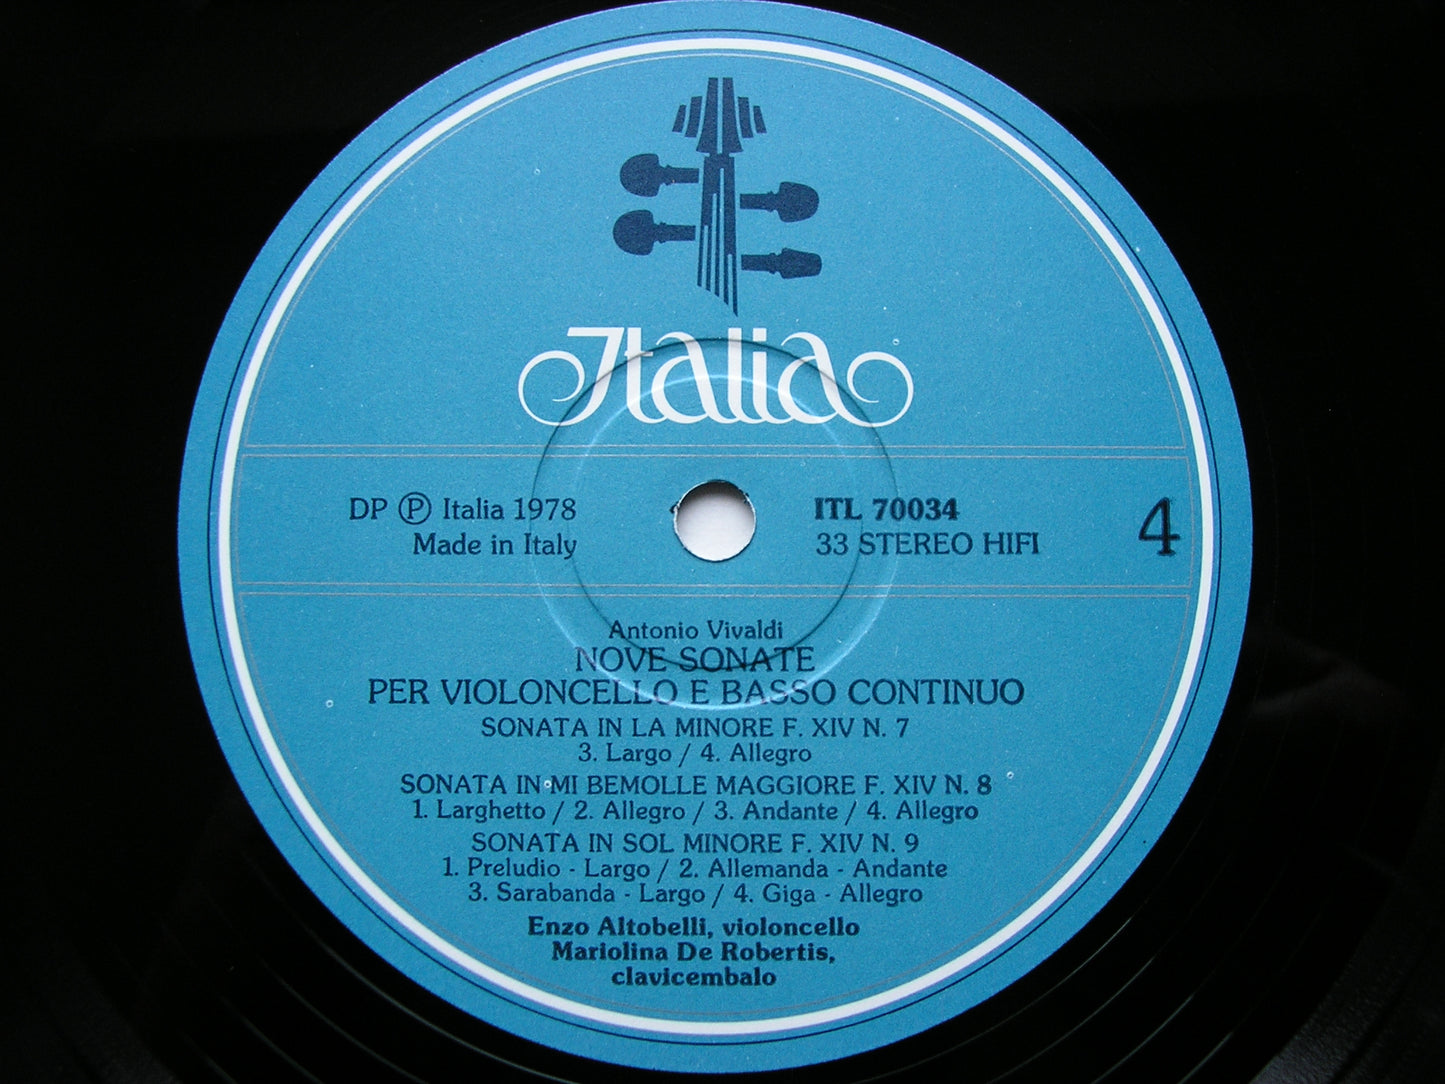 Italia
DP Ⓟ Italia 1978
Made in Italy
ITL 70034
33 STEREO HIFI
4
Antonio Vivaldi
NOVE SONATE
PER VIOLONCELLO E BASSO CONTINUO
SONATA IN LA MINORE F. XIV N. 7
3. Largo / 4. Allegro
SONATA IN MI BEMOLLE MAGGIORE F. XIV N. 8
1. Larghetto / 2. Allegro / 3. Andante / 4. Allegro
SONATA IN SOL MINORE F. XIV N. 9
1. Preludio - Largo / 2. Allemanda - Andante
3. Sarabanda - Largo / 4. Giga - Allegro
Enzo Altobelli, violoncello
Mariolina De Robertis,
clavicembalo